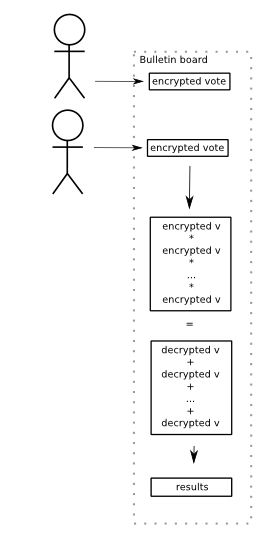 Bulletin board
encrypted vote
encrypted vote
encrypted v
*
encrypted v
*
...
*
encrypted v
=
decrypted v
+
decrypted v
+
...
+
decrypted v
results